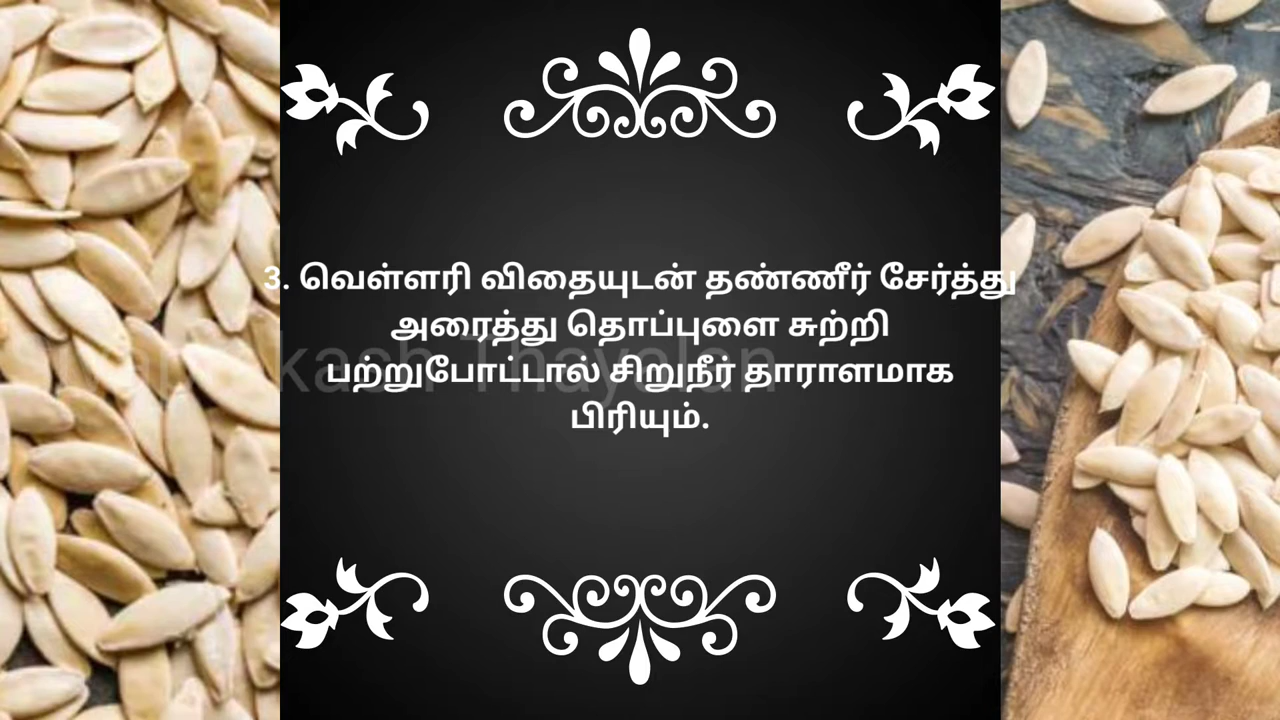 3. வெள்ளரி விதையுடன் தண்ணீர் சேர்த்து
அரைத்து தொப்புளை சுற்றி
பற்றுபோட்டால் சிறுநீர் தாராளமாக
பிரியும்.